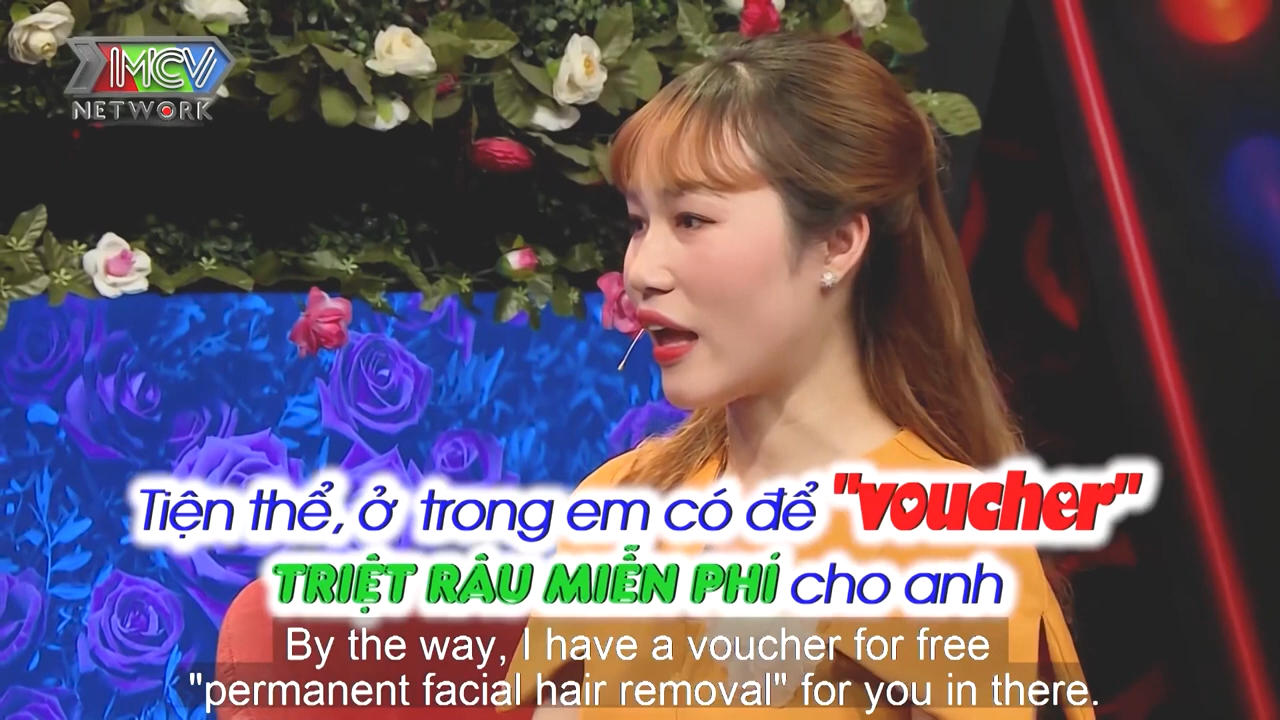 MCV
NETWORK
Tiện thể, ở trong em có để "voucher"
TRIỆT RÂU MIỄN PHÍ cho anh
By the way, I have a voucher for free
"permanent facial hair removal" for you in there.